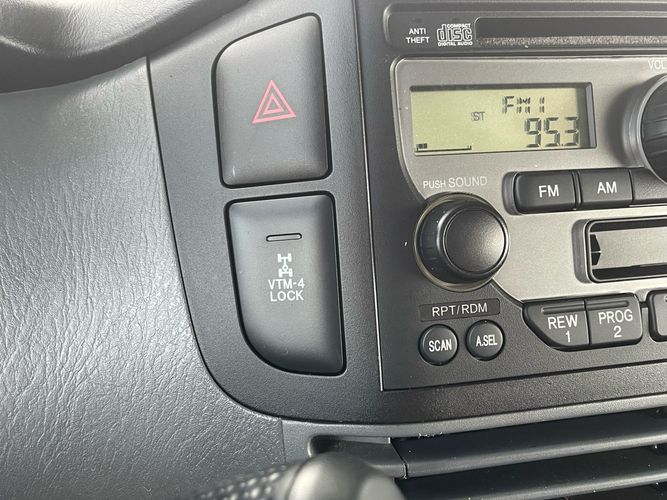 ANTI
THEFT
COMPACT
disc
DIGITAL AUDIO
VOL
FM1
ST
95.3
PUSH SOUND
FM
AM
VTM-4
LOCK
RPT/RDM
SCAN
A.SEL
REW
1
PROG
2